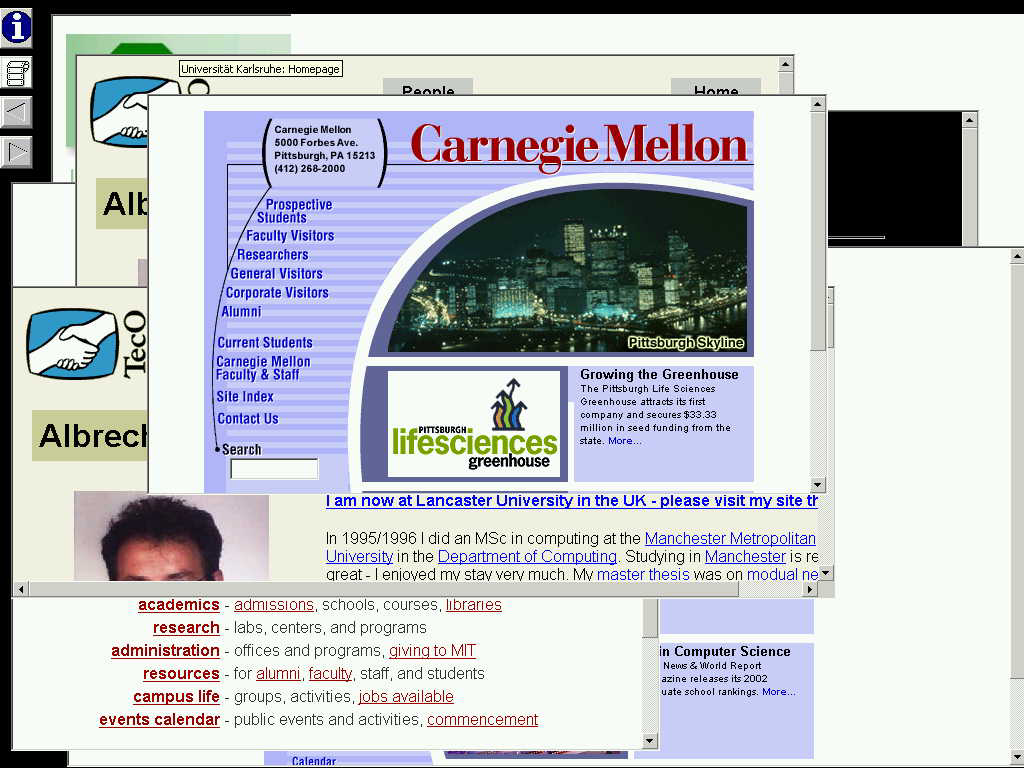 Universität Karlsruhe: Homepage
People
Home
TecO
Carnegie Mellon
5000 Forbes Ave.
Pittsburgh, PA 15213
(412) 268-2000
Carnegie Mellon
Prospective
Students
Faculty Visitors
Researchers
General Visitors
Corporate Visitors
Alumni
Current Students
Carnegie Mellon
Faculty & Staff
Site Index
Contact Us
Search
Pittsburgh Skyline
PITTSBURGH
lifesciences
greenhouse
Growing the Greenhouse
The Pittsburgh Life Sciences
Greenhouse attracts its first
company and secures $33.33
million in seed funding from the
state. More...
Alb
Albrech
I am now at Lancaster University in the UK - please visit my site th
In 1995/1996 I did an MSc in computing at the Manchester Metropolitan
University in the Department of Computing. Studying in Manchester is re
great - I enjoyed my stay very much. My master thesis was on modual ne
academics - admissions, schools, courses, libraries
research - labs, centers, and programs
administration - offices and programs, giving to MIT
resources - for alumni, faculty, staff, and students
campus life - groups, activities, jobs available
events calendar - public events and activities, commencement
in Computer Science
News & World Report
azine releases its 2002
uate school rankings. More...
Calendar